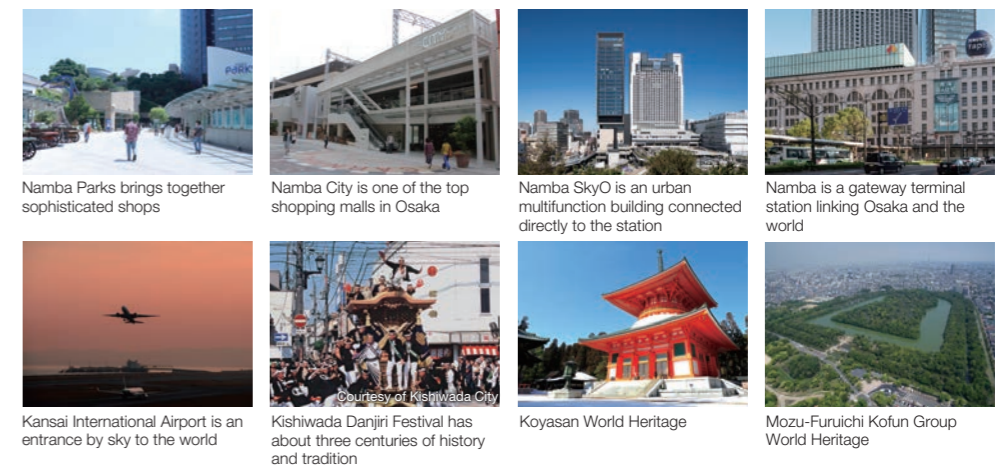 PARKS
CITY
Namba Parks brings together
sophisticated shops
Namba City is one of the top
shopping malls in Osaka
Namba SkyO is an urban
multifunction building connected
directly to the station
Namba is a gateway terminal
station linking Osaka and the
world
Courtesy of Kishiwada City
Kansai International Airport is an
entrance by sky to the world
Kishiwada Danjiri Festival has
about three centuries of history
and tradition
Koyasan World Heritage
Mozu-Furuichi Kofun Group
World Heritage